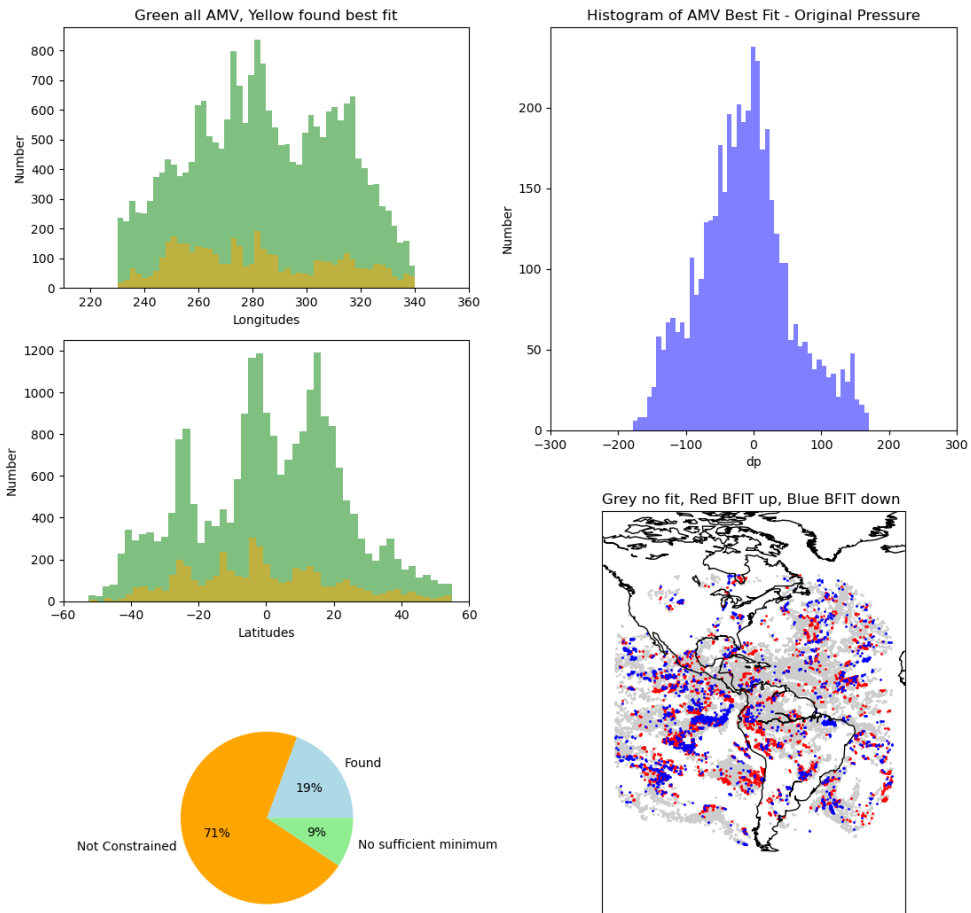 Green all AMV, Yellow found best fit
Number
800
700
600
500
400
300
200
100
0
220 240 260 280 300 320 340 360
Longitudes
Histogram of AMV Best Fit - Original Pressure
Number
200
150
100
50
0
−300 −200 −100 0 100 200 300
dp
Number
1200
1000
800
600
400
200
0
−60 −40 −20 0 20 40 60
Latitudes
Grey no fit, Red BFIT up, Blue BFIT down
Found
19%
Not Constrained
71%
No sufficient minimum
9%